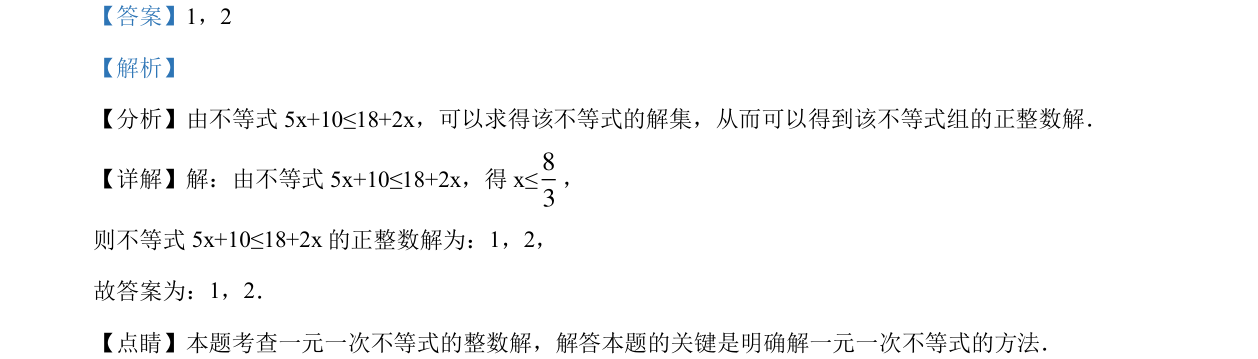 【答案】1，2
【解析】
【分析】由不等式 5x+10≤18+2x，可以求得该不等式的解集，从而可以得到该不等式组的正整数解．
【详解】解：由不等式 5x+10≤18+2x，得 x≤8/3，
则不等式 5x+10≤18+2x 的正整数解为：1，2，
故答案为：1，2．
【点睛】本题考查一元一次不等式的整数解，解答本题的关键是明确解一元一次不等式的方法．